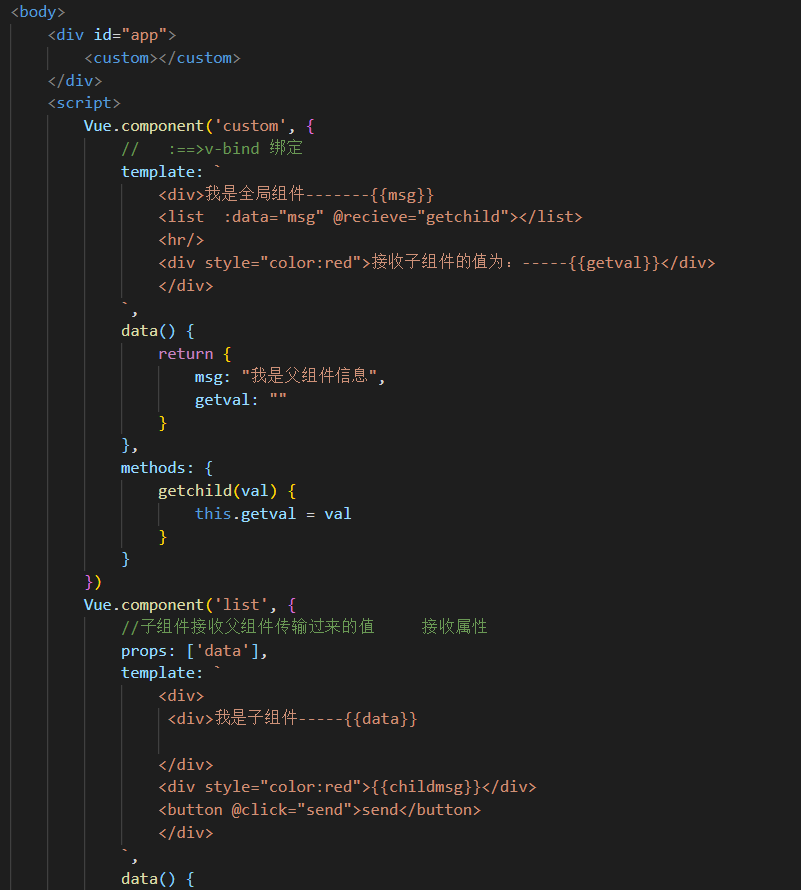 <body>
<div id="app">
<custom></custom>
</div>
<script>
Vue.component('custom', {
//   :==>v-bind 绑定
template: `
<div>我是全局组件-------{{msg}}
<list  :data="msg" @recieve="getchild"></list>
<hr/>
<div style="color:red">接收子组件的值为：-----{{getval}}</div>
</div>
`,
data() {
return {
msg: "我是父组件信息",
getval: ""
}
},
methods: {
getchild(val) {
this.getval = val
}
}
})
Vue.component('list', {
//子组件接收父组件传输过来的值     接收属性
props: ['data'],
template: `
<div>
<div>我是子组件-----{{data}}
</div>
<div style="color:red">{{childmsg}}</div>
<button @click="send">send</button>
</div>
`,
data() {